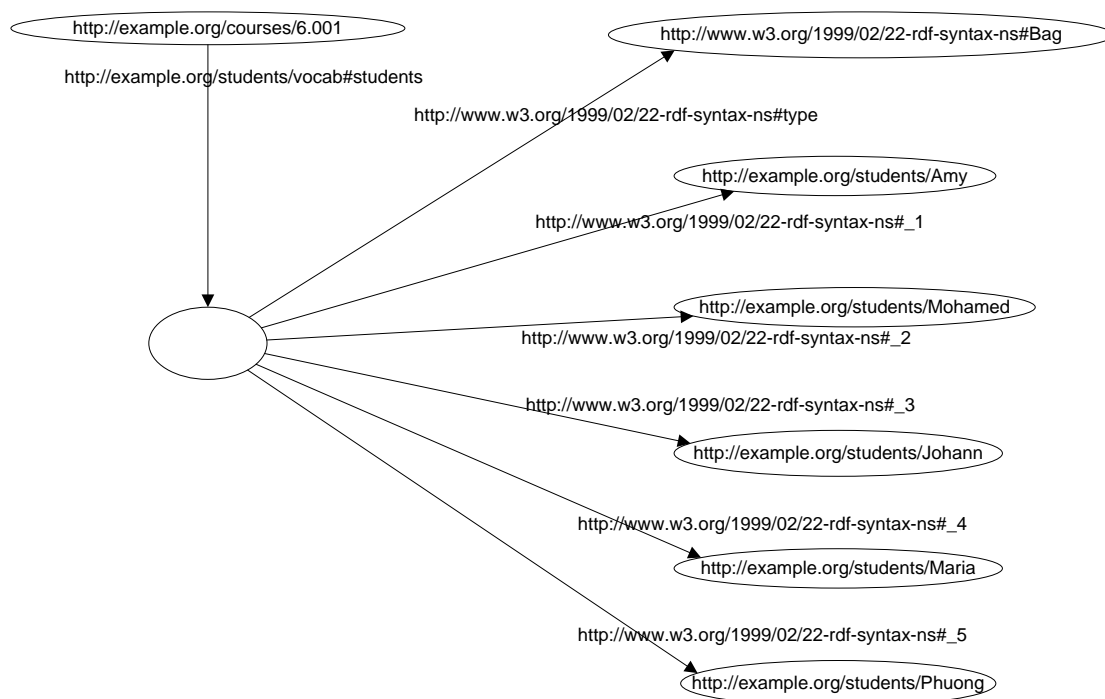 http://example.org/courses/6.001
http://www.w3.org/1999/02/22-rdf-syntax-ns#Bag
http://example.org/students/vocab#students
http://www.w3.org/1999/02/22-rdf-syntax-ns#type
http://example.org/students/Amy
http://www.w3.org/1999/02/22-rdf-syntax-ns#_1
http://example.org/students/Mohamed
http://www.w3.org/1999/02/22-rdf-syntax-ns#_2
http://www.w3.org/1999/02/22-rdf-syntax-ns#_3
http://example.org/students/Johann
http://www.w3.org/1999/02/22-rdf-syntax-ns#_4
http://example.org/students/Maria
http://www.w3.org/1999/02/22-rdf-syntax-ns#_5
http://example.org/students/Phuong